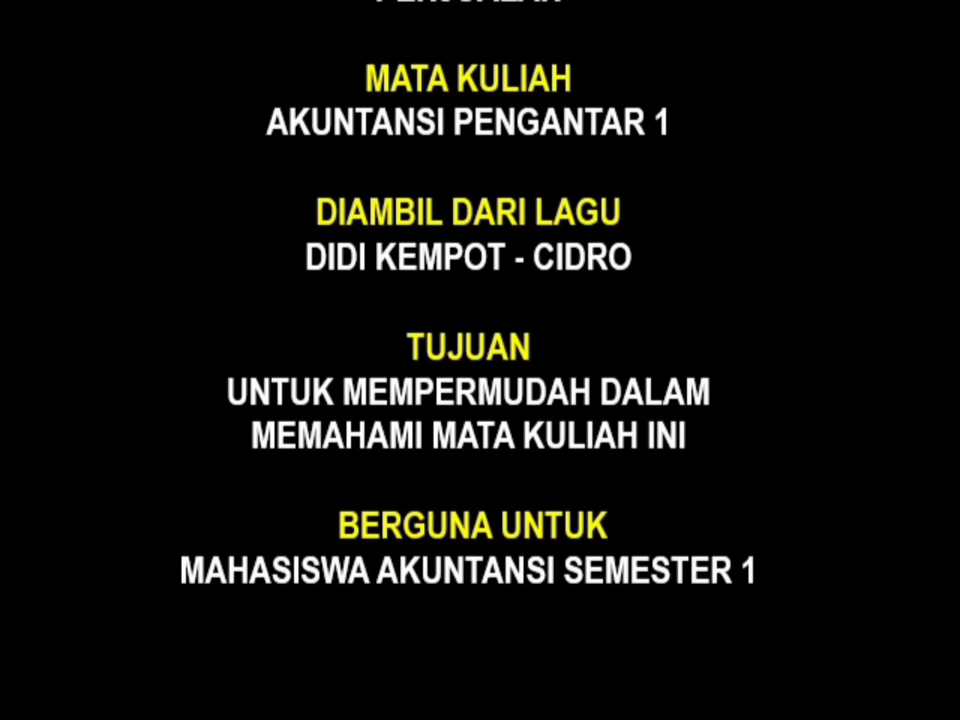 MATA KULIAH
AKUNTANSI PENGANTAR 1
DIAMBIL DARI LAGU
DIDI KEMPOT - CIDRO
TUJUAN
UNTUK MEMPERMUDAH DALAM
MEMAHAMI MATA KULIAH INI
BERGUNA UNTUK
MAHASISWA AKUNTANSI SEMESTER 1